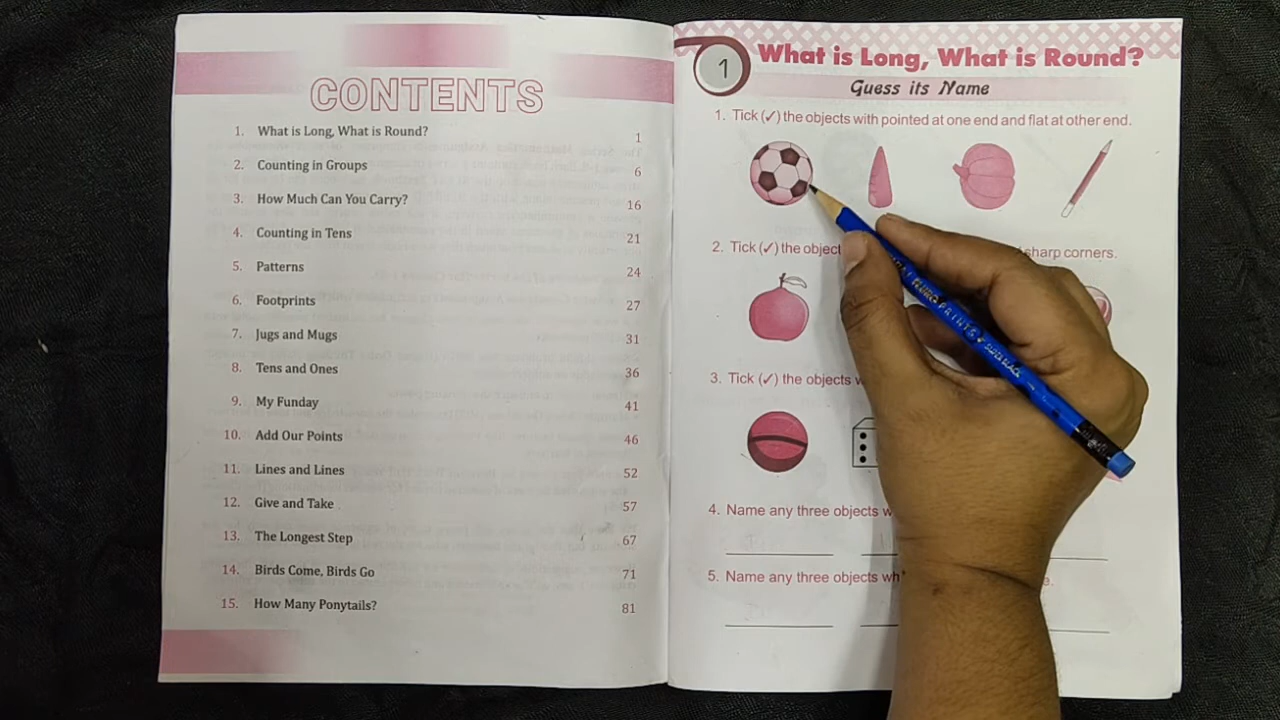 CONTENTS
1. What is Long, What is Round? 1
2. Counting in Groups 6
3. How Much Can You Carry? 16
4. Counting in Tens 21
5. Patterns 24
6. Footprints 27
7. Jugs and Mugs 31
8. Tens and Ones 36
9. My Funday 41
10. Add Our Points 46
11. Lines and Lines 52
12. Give and Take 57
13. The Longest Step 67
14. Birds Come, Birds Go 71
15. How Many Ponytails? 81
1 What is Long, What is Round?
Guess its Name
1. Tick (✓) the objects with pointed at one end and flat at other end.
2. Tick (✓) the object sharp corners.
3. Tick (✓) the objects
4. Name any three objects
5. Name any three objects